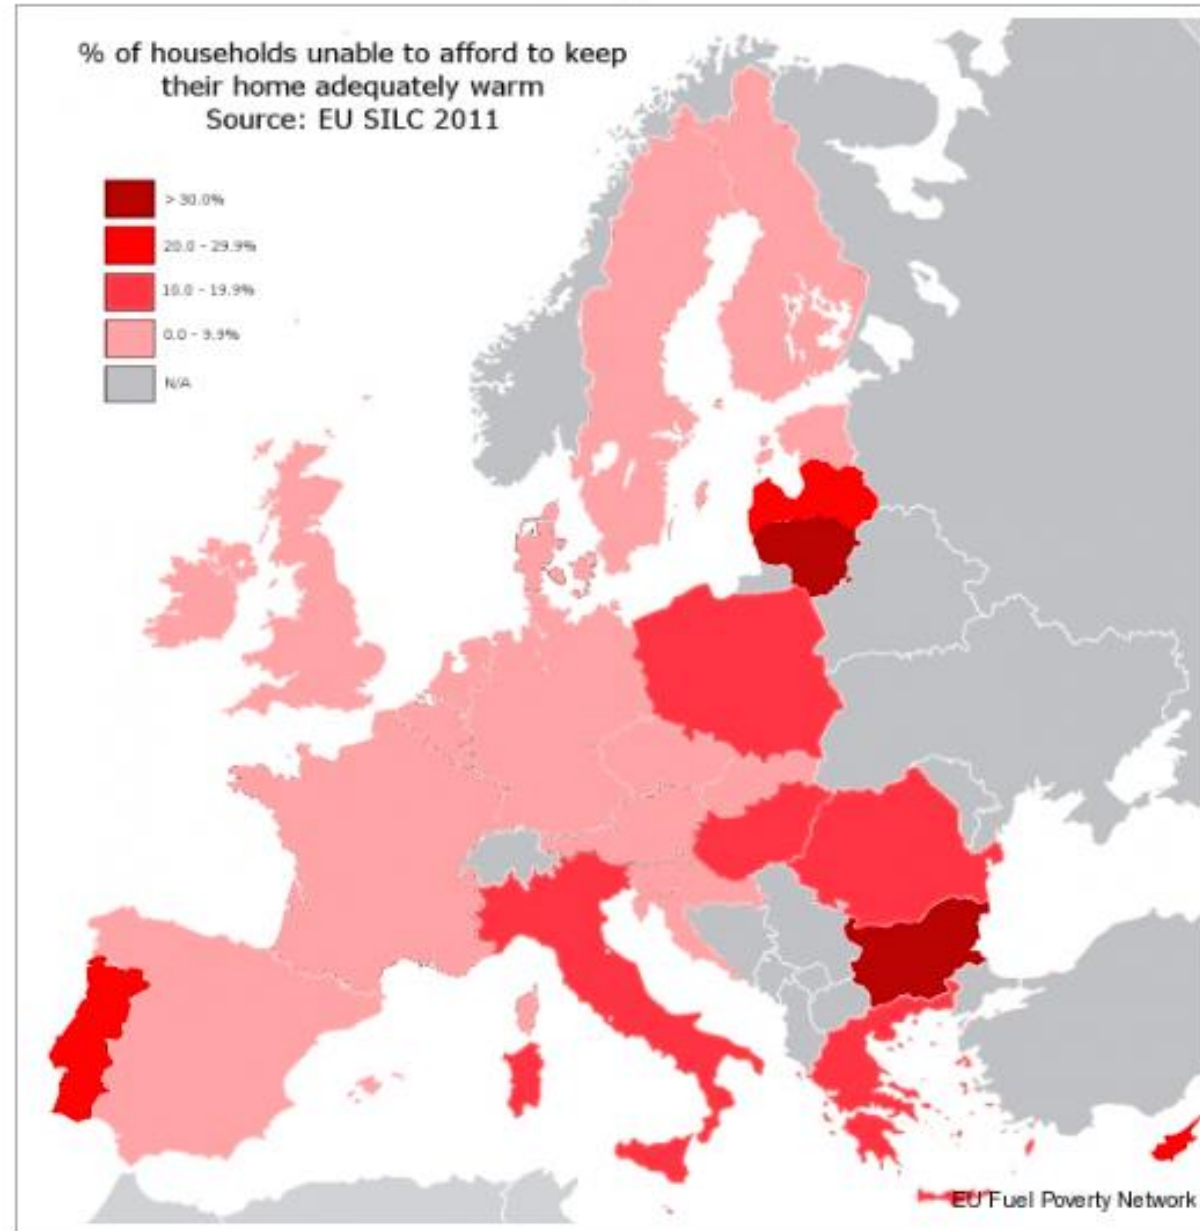 % of households unable to afford to keep
their home adequately warm
Source: EU SILC 2011
> 30.0%
20.0 - 29.9%
10.0 - 19.9%
0.0 - 9.9%
N/A
EU Fuel Poverty Network